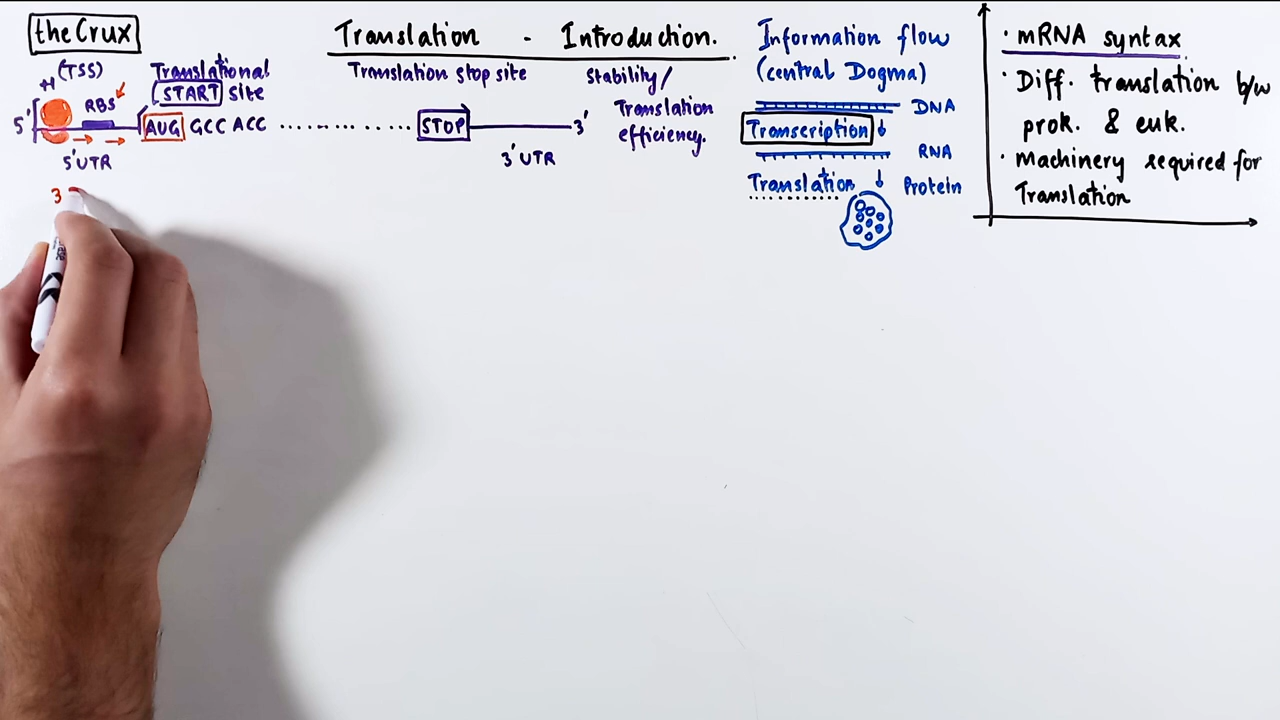 the Crux
Translation - Introduction.
+1 (TSS)
Translational
START site
RBS
5'
AUG GCC ACC
5' UTR
Translation stop site
STOP
3'
3' UTR
Stability/
Translation
efficiency.
Information flow
(central Dogma)
DNA
Transcription
RNA
Translation
Protein
· mRNA syntax
· Diff. translation b/w
prok. & euk.
· Machinery required for
Translation
3